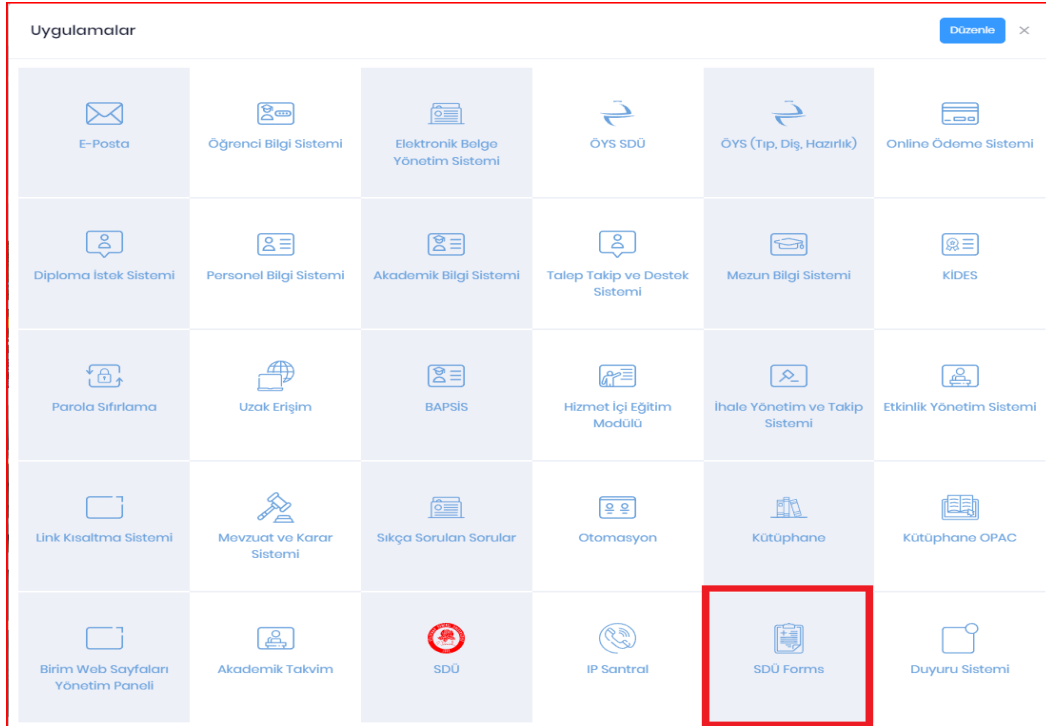 Uygulamalar
Düzenle
E-Posta
Öğrenci Bilgi Sistemi
Elektronik Belge
Yönetim Sistemi
ÖYS SDÜ
ÖYS (Tıp, Diş, Hazırlık)
Online Ödeme Sistemi
Diploma İstek Sistemi
Personel Bilgi Sistemi
Akademik Bilgi Sistemi
Talep Takip ve Destek
Sistemi
Mezun Bilgi Sistemi
KİDES
Parola Sıfırlama
Uzak Erişim
BAPSİS
Hizmet İçi Eğitim
Modülü
İhale Yönetim ve Takip
Sistemi
Etkinlik Yönetim Sistemi
Link Kısaltma Sistemi
Mevzuat ve Karar
Sistemi
Sıkça Sorulan Sorular
Otomasyon
Kütüphane
Kütüphane OPAC
Birim Web Sayfaları
Yönetim Paneli
Akademik Takvim
SDÜ
IP Santral
SDÜ Forms
Duyuru Sistemi